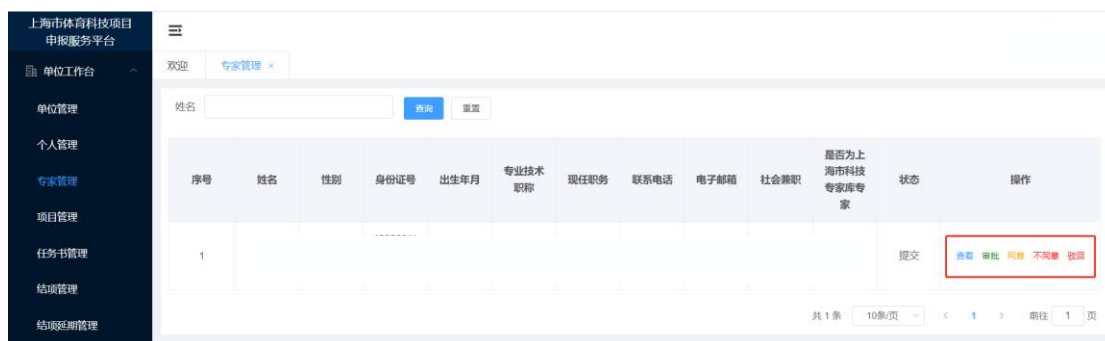 上海市体育科技项目
申报服务平台
单位工作台
单位管理
个人管理
专家管理
项目管理
任务书管理
结项管理
结项延期管理
欢迎 专家管理 ×
姓名 查询 重置
序号 姓名 性别 身份证号 出生年月 专业技术职称 现任职务 联系电话 电子邮箱 社会兼职 是否为上海市科技专家库专家 状态 操作
1 提交 查看 审批 同意 不同意 驳回
共 1 条 10条/页 < 1 > 前往 1 页